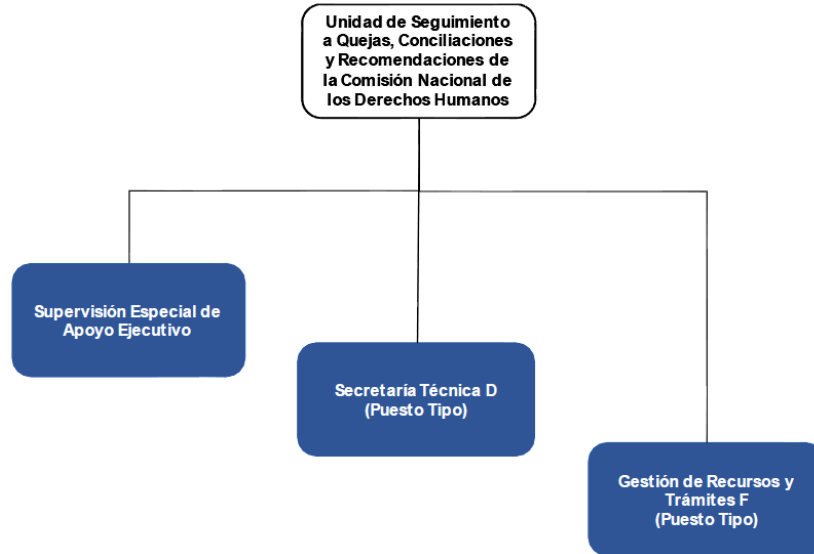 Unidad de Seguimiento
a Quejas, Conciliaciones
y Recomendaciones de
la Comisión Nacional de
los Derechos Humanos
Supervisión Especial de
Apoyo Ejecutivo
Secretaría Técnica D
(Puesto Tipo)
Gestión de Recursos y
Trámites F
(Puesto Tipo)